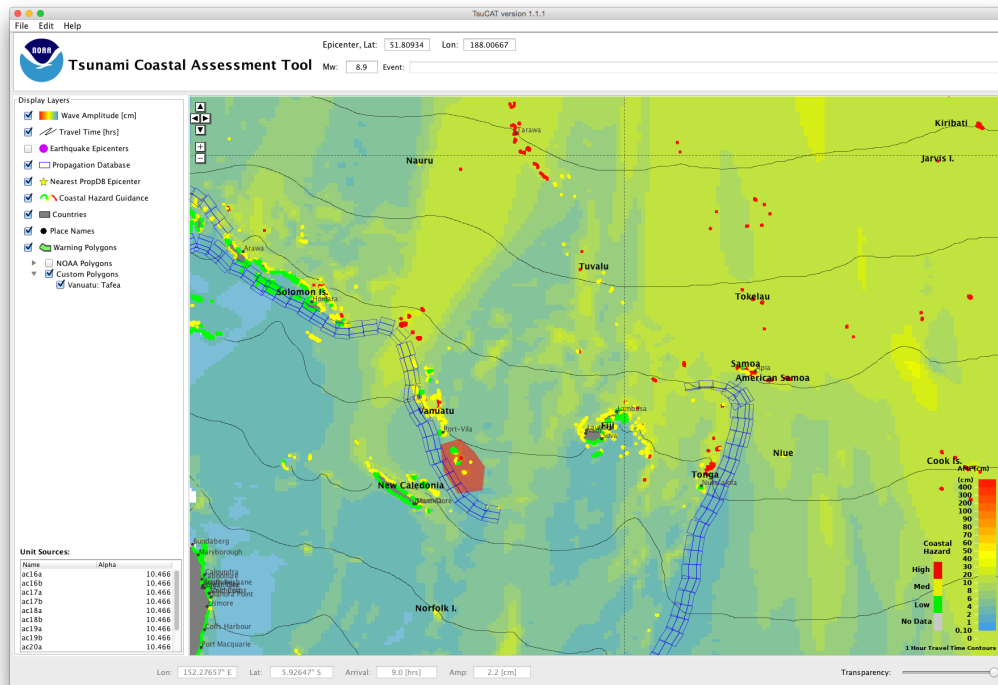 TsuCAT version 1.1.1
File Edit Help
NOAA
Tsunami Coastal Assessment Tool
Epicenter, Lat: 51.80934 Lon: 188.00667
Mw: 8.9 Event:
Display Layers
Wave Amplitude [cm]
Travel Time [hrs]
Earthquake Epicenters
Propagation Database
Nearest PropDB Epicenter
Coastal Hazard Guidance
Countries
Place Names
Warning Polygons
NOAA Polygons
Custom Polygons
Vanuatu: Tafea
Unit Sources:
Name Alpha
ac16a 10.466
ac16b 10.466
ac17a 10.466
ac17b 10.466
ac18a 10.466
ac18b 10.466
ac19a 10.466
ac19b 10.466
ac20a 10.466
Kiribati
Tarawa
Nauru
Jarvis I.
Arawa
Tuvalu
Solomon Is.
Honiara
Tokelau
Samoa
Apia
American Samoa
Vanuatu
Port-Vila
Lambasa
Fiji
Suva
Niue
Cook Is.
Tonga
Nuku'alofa
New Caledonia
Norfolk I.
Bundaberg
Maryborough
Caloundra
Lismore
Coffs Harbour
Port Macquarie
(cm)
400
300
200
100
90
80
70
60
50
40
30
20
10
8
6
4
2
1
0.10
0
Coastal
Hazard
High
Med
Low
No Data
1 Hour Travel Time Contours
Lon: 152.27657° E Lat: 5.92647° S Arrival: 9.0 [hrs] Amp: 2.2 [cm] Transparency: